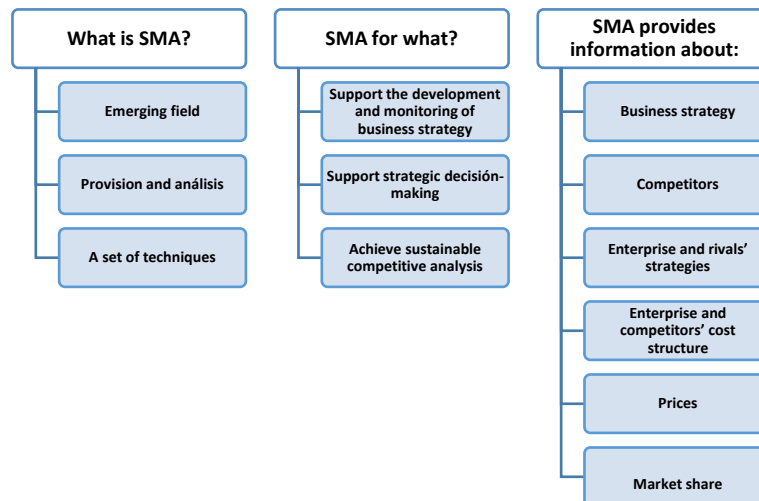 What is SMA?
Emerging field
Provision and análisis
A set of techniques
SMA for what?
Support the development
and monitoring of
business strategy
Support strategic decisión-
making
Achieve sustainable
competitive analysis
SMA provides
information about:
Business strategy
Competitors
Enterprise and rivals’
strategies
Enterprise and
competitors’ cost
structure
Prices
Market share